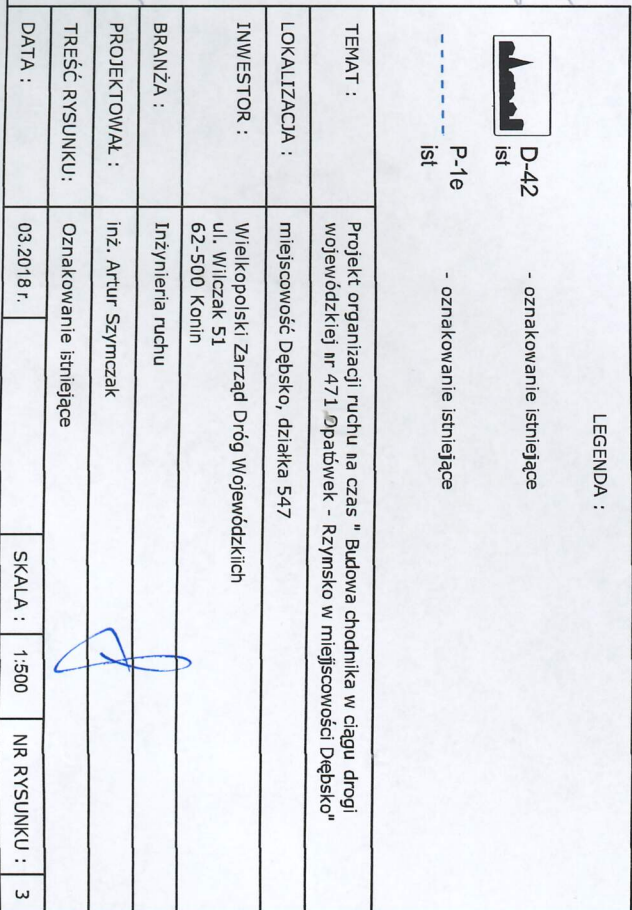 LEGENDA :
D-42 - oznakowanie istniejące
ist
P-1e - oznakowanie istniejące
ist
TEMAT : Projekt organizacji ruchu na czas " Budowa chodnika w ciągu drogi
wojewódzkiej nr 471 Opatówek - Rzymsko w miejscowości Dębsko"
LOKALIZACJA : miejscowość Dębsko, działka 547
INWESTOR : Wielkopolski Zarząd Dróg Wojewódzkiich
ul. Wilczak 51
62-500 Konin
BRANŻA : Inżynieria ruchu
PROJEKTOWAŁ : inż. Artur Szymczak
TREŚĆ RYSUNKU: Oznakowanie istniejące
DATA : 03.2018 r. SKALA : 1:500 NR RYSUNKU : 3